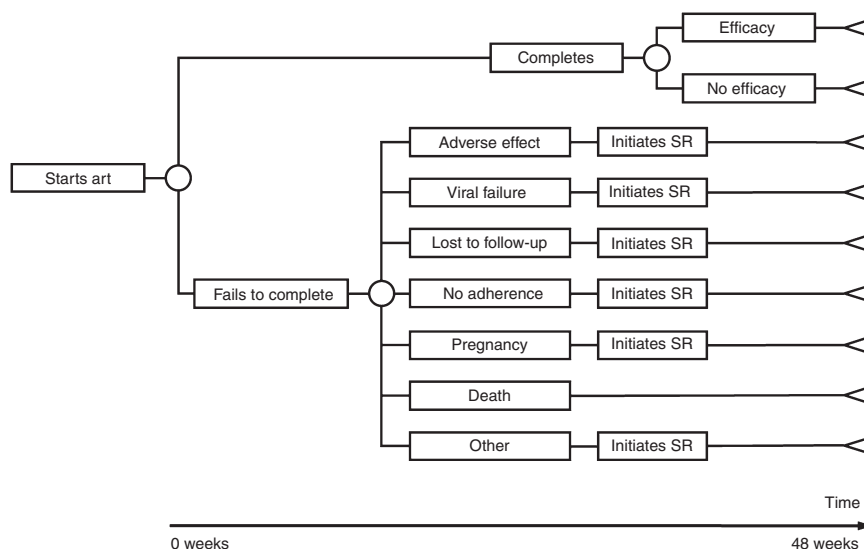 Efficacy
Completes
No efficacy
Adverse effect
Initiates SR
Starts art
Viral failure
Initiates SR
Lost to follow-up
Initiates SR
Fails to complete
No adherence
Initiates SR
Pregnancy
Initiates SR
Death
Other
Initiates SR
Time
0 weeks
48 weeks